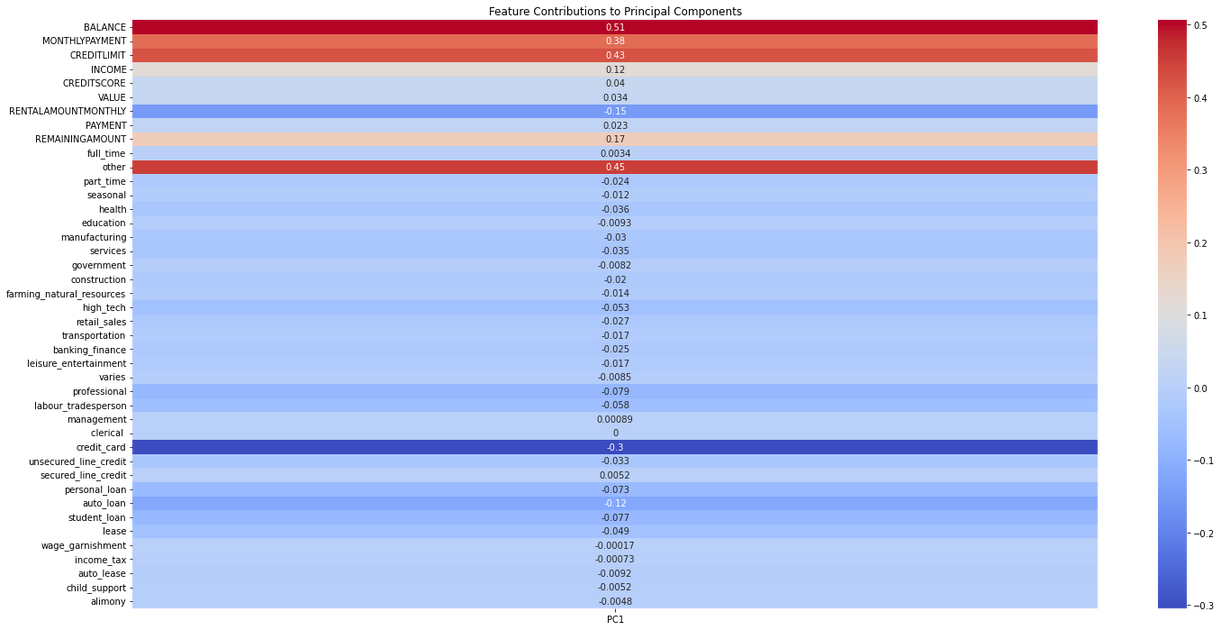 Feature Contributions to Principal Components
BALANCE 0.51
MONTHLYPAYMENT 0.38
CREDITLIMIT 0.43
INCOME 0.12
CREDITSCORE 0.04
VALUE 0.034
RENTALAMOUNTMONTHLY -0.15
PAYMENT 0.023
REMAININGAMOUNT 0.17
full_time 0.0034
other 0.45
part_time -0.024
seasonal -0.012
health -0.036
education -0.0093
manufacturing -0.03
services -0.035
government -0.0082
construction -0.02
farming_natural_resources -0.014
high_tech -0.053
retail_sales -0.027
transportation -0.017
banking_finance -0.025
leisure_entertainment -0.017
varies -0.0085
professional -0.079
labour_tradesperson -0.058
management 0.00089
clerical 0
credit_card -0.3
unsecured_line_credit -0.033
secured_line_credit 0.0052
personal_loan -0.073
auto_loan -0.12
student_loan -0.077
lease -0.049
wage_garnishment -0.00017
income_tax -0.00073
auto_lease -0.0092
child_support -0.0052
alimony -0.0048
PC1
0.5
0.4
0.3
0.2
0.1
0.0
−0.1
−0.2
−0.3